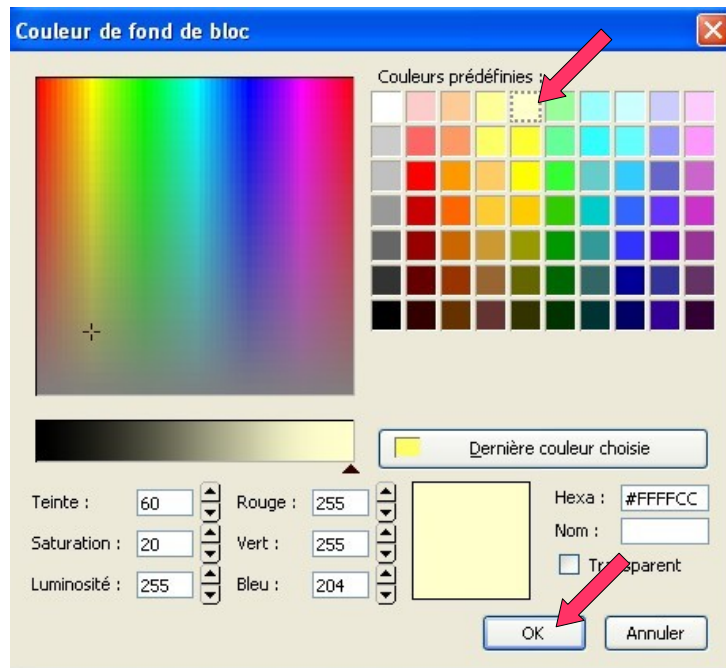 Couleur de fond de bloc
Couleurs prédéfinies :
Dernière couleur choisie
Teinte : 60 Rouge : 255 Hexa : #FFFFCC
Nom :
Saturation : 20 Vert : 255
Transparent
Luminosité : 255 Bleu : 204
OK Annuler